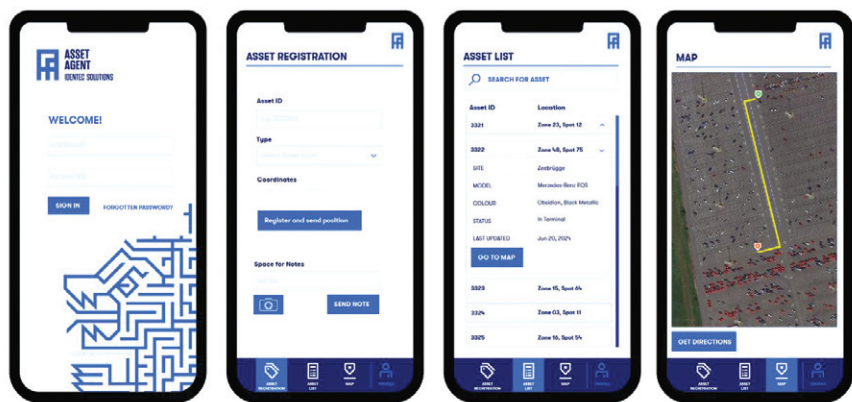 ASSET
AGENT
IDENTEC SOLUTIONS
WELCOME!
SIGN IN
FORGOTTEN PASSWORD?
ASSET REGISTRATION
Asset ID
Type
Coordinates
Register and send position
Space for Notes
SEND NOTE
ASSET REGISTRATION
ASSET LIST
MAP
PROFILE
ASSET LIST
SEARCH FOR ASSET
Asset ID Location
3321 Zone 23, Spot 12
3322 Zone 48, Spot 75
SITE Zeebrügge
MODEL Mercedes-Benz EQS
COLOUR Obsidian, Black Metallic
STATUS In Terminal
LAST UPDATED Jun 20, 2024
GO TO MAP
3323 Zone 15, Spot 64
3324 Zone 03, Spot 11
3325 Zone 16, Spot 54
ASSET REGISTRATION
ASSET LIST
MAP
PROFILE
MAP
GET DIRECTIONS
ASSET REGISTRATION
ASSET LIST
MAP
PROFILE